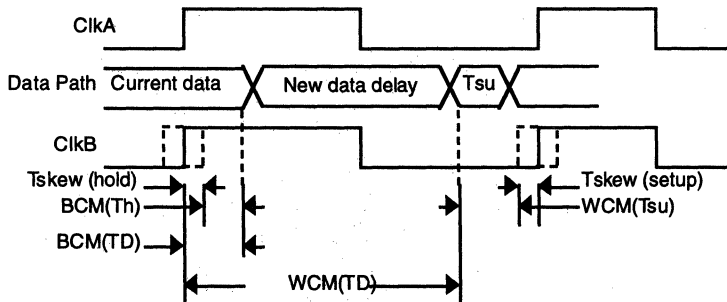 ClkA
Data Path Current data New data delay Tsu
ClkB
Tskew (hold) Tskew (setup)
BCM(Th) WCM(Tsu)
BCM(TD)
WCM(TD)